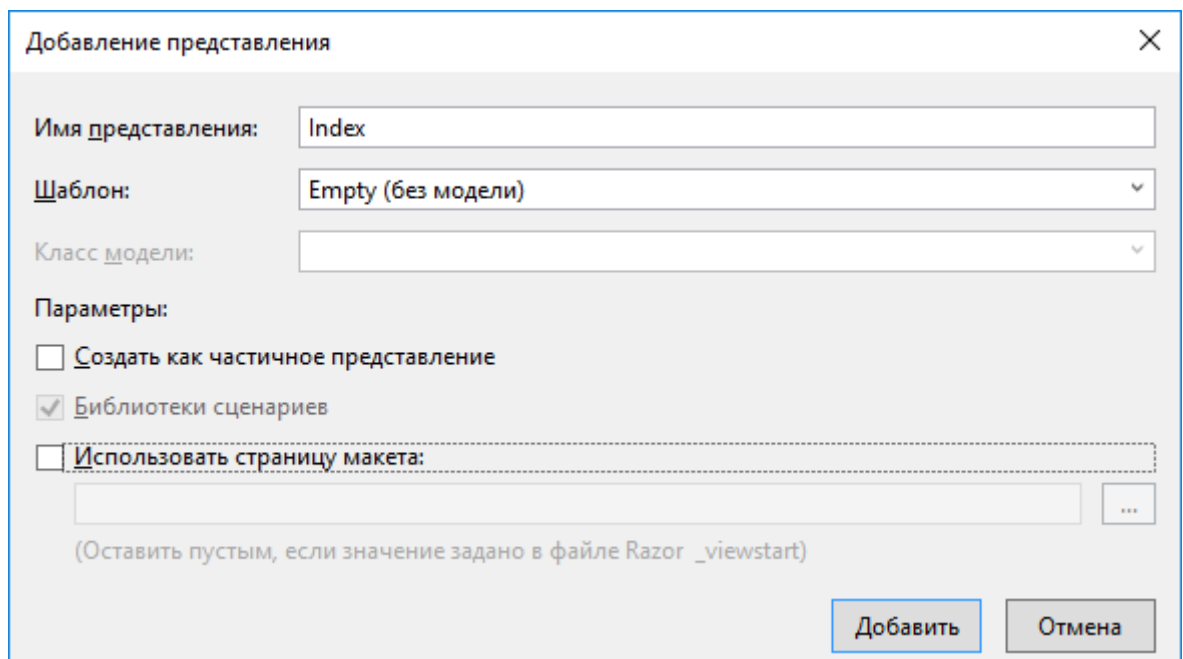 Добавление представления
Имя представления: Index
Шаблон: Empty (без модели)
Класс модели:
Параметры:
Создать как частичное представление
Библиотеки сценариев
Использовать страницу макета:
...
(Оставить пустым, если значение задано в файле Razor _viewstart)
Добавить Отмена